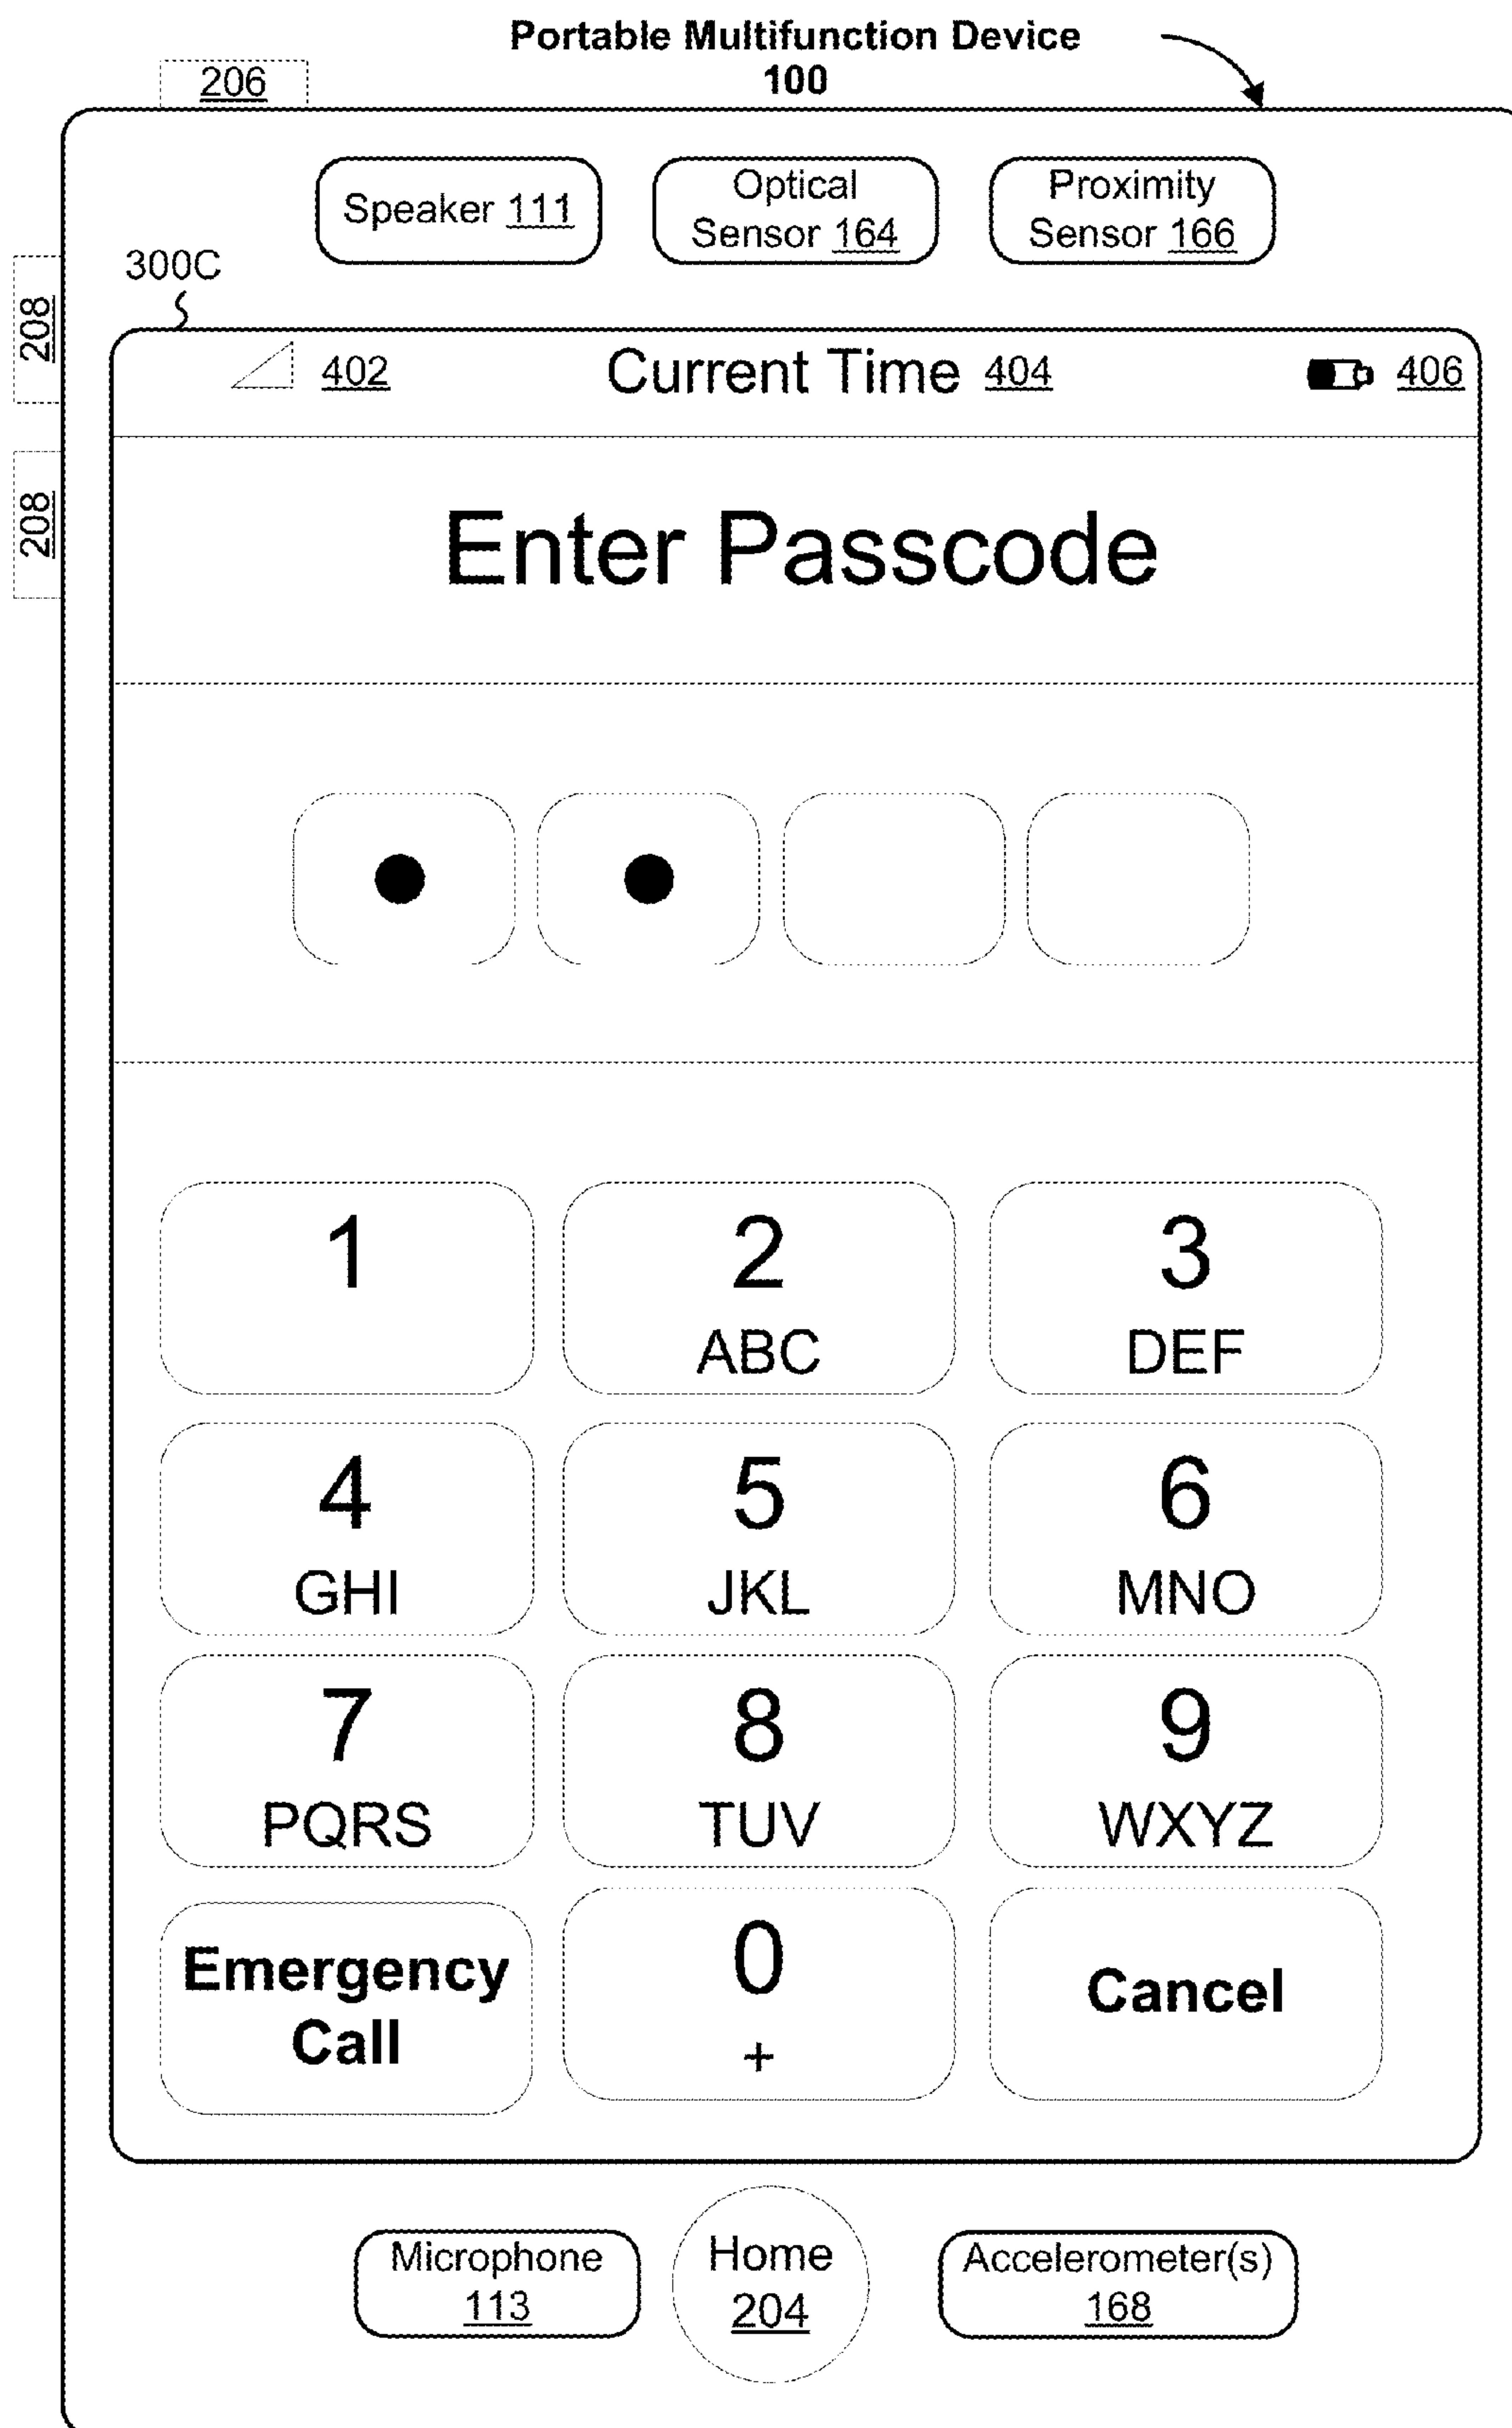 Portable Multifunction Device
100
206
Speaker 111
Optical
Sensor 164
Proximity
Sensor 166
300C
208
208
402
Current Time 404
406
Enter Passcode
1
2
ABC
3
DEF
4
GHI
5
JKL
6
MNO
7
PQRS
8
TUV
9
WXYZ
Emergency
Call
0
+
Cancel
Microphone
113
Home
204
Accelerometer(s)
168